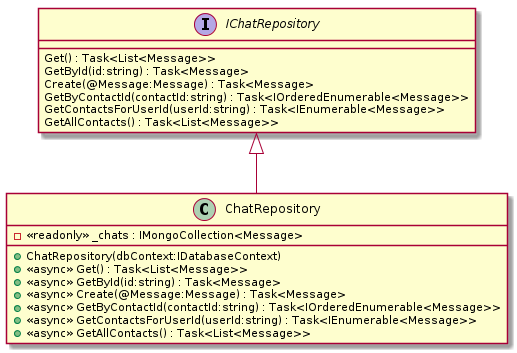 I IChatRepository
Get() : Task<List<Message>>
GetById(id:string) : Task<Message>
Create(@Message:Message) : Task<Message>
GetByContactId(contactId:string) : Task<IOrderedEnumerable<Message>>
GetContactsForUserId(userId:string) : Task<IEnumerable<Message>>
GetAllContacts() : Task<List<Message>>
C ChatRepository
«readonly» _chats : IMongoCollection<Message>
ChatRepository(dbContext:IDatabaseContext)
«async» Get() : Task<List<Message>>
«async» GetById(id:string) : Task<Message>
«async» Create(@Message:Message) : Task<Message>
«async» GetByContactId(contactId:string) : Task<IOrderedEnumerable<Message>>
«async» GetContactsForUserId(userId:string) : Task<IEnumerable<Message>>
«async» GetAllContacts() : Task<List<Message>>